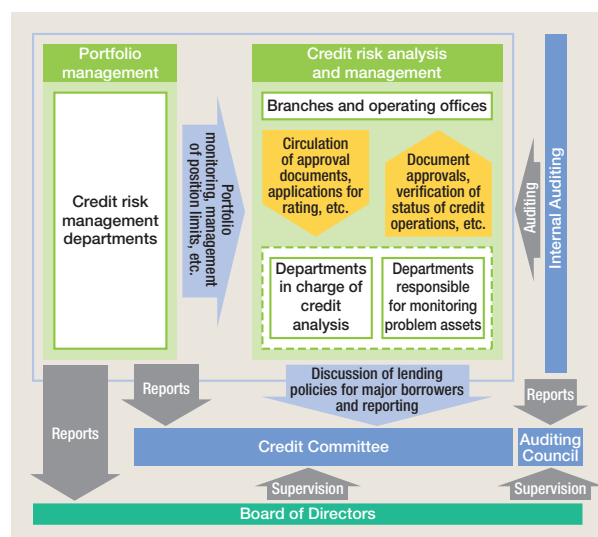 Portfolio
management
Credit risk
management
departments
Portfolio
monitoring, management
of position limits, etc.
Credit risk analysis
and management
Branches and operating offices
Circulation
of approval
documents,
applications for
rating, etc.
Document
approvals,
verification of
status of credit
operations, etc.
Departments
in charge of
credit
analysis
Departments
responsible
for monitoring
problem assets
Auditing
Internal Auditing
Reports
Reports
Discussion of lending
policies for major borrowers
and reporting
Reports
Credit Committee
Auditing
Council
Supervision
Supervision
Board of Directors